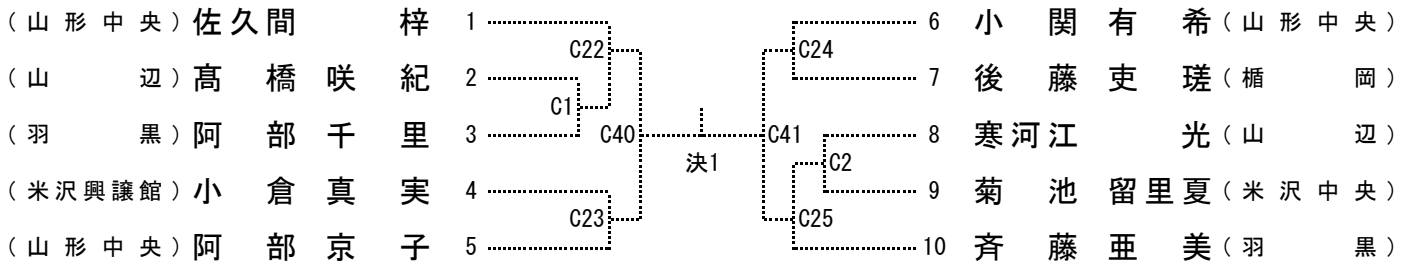 (山形中央) 佐久間 梓 1
(山辺) 髙橋咲紀 2
(羽黒) 阿部千里 3
(米沢興譲館) 小倉真実 4
(山形中央) 阿部京子 5
C22
C1
C40
C23
決1
C24
C41
C2
C25
6 小関有希 (山形中央)
7 後藤吏瑳 (楯岡)
8 寒河江 光 (山辺)
9 菊池留里夏 (米沢中央)
10 斉藤亜美 (羽黒)